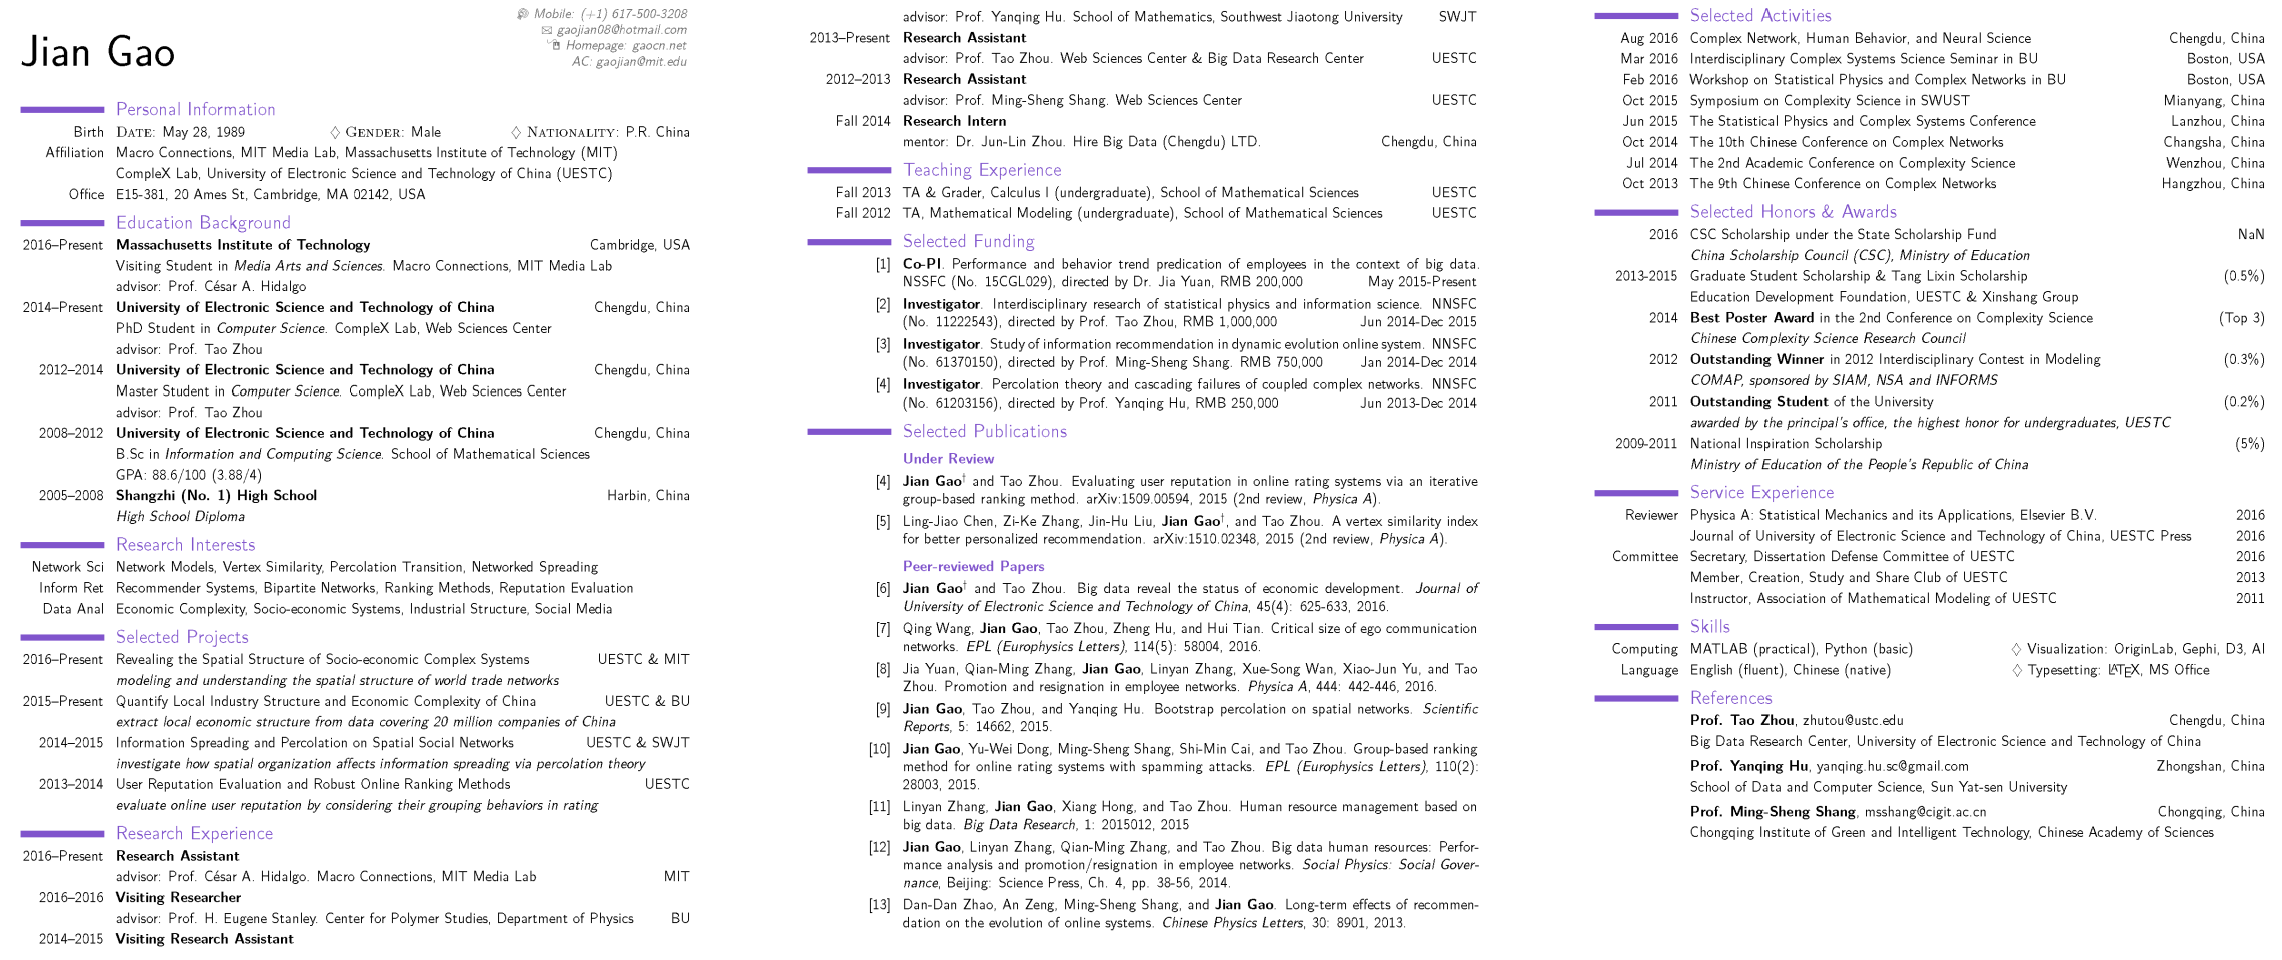 Jian Gao
Mobile: (+1) 617-500-3208
gaojian08@hotmail.com
Homepage: gaocn.net
AC: gaojian@mit.edu
Personal Information
Birth DATE: May 28, 1989 ♢ GENDER: Male ♢ NATIONALITY: P.R. China
Affiliation Macro Connections, MIT Media Lab, Massachusetts Institute of Technology (MIT)
CompleX Lab, University of Electronic Science and Technology of China (UESTC)
Office E15-381, 20 Ames St, Cambridge, MA 02142, USA
Education Background
2016–Present Massachusetts Institute of Technology Cambridge, USA
Visiting Student in Media Arts and Sciences. Macro Connections, MIT Media Lab
advisor: Prof. César A. Hidalgo
2014–Present University of Electronic Science and Technology of China Chengdu, China
PhD Student in Computer Science. CompleX Lab, Web Sciences Center
advisor: Prof. Tao Zhou
2012–2014 University of Electronic Science and Technology of China Chengdu, China
Master Student in Computer Science. CompleX Lab, Web Sciences Center
advisor: Prof. Tao Zhou
2008–2012 University of Electronic Science and Technology of China Chengdu, China
B.Sc in Information and Computing Science. School of Mathematical Sciences
GPA: 88.6/100 (3.88/4)
2005–2008 Shangzhi (No. 1) High School Harbin, China
High School Diploma
Research Interests
Network Sci Network Models, Vertex Similarity, Percolation Transition, Networked Spreading
Inform Ret Recommender Systems, Bipartite Networks, Ranking Methods, Reputation Evaluation
Data Anal Economic Complexity, Socio-economic Systems, Industrial Structure, Social Media
Selected Projects
2016–Present Revealing the Spatial Structure of Socio-economic Complex Systems UESTC & MIT
modeling and understanding the spatial structure of world trade networks
2015–Present Quantify Local Industry Structure and Economic Complexity of China UESTC & BU
extract local economic structure from data covering 20 million companies of China
2014–2015 Information Spreading and Percolation on Spatial Social Networks UESTC & SWJT
investigate how spatial organization affects information spreading via percolation theory
2013–2014 User Reputation Evaluation and Robust Online Ranking Methods UESTC
evaluate online user reputation by considering their grouping behaviors in rating
Research Experience
2016–Present Research Assistant
advisor: Prof. César A. Hidalgo. Macro Connections, MIT Media Lab MIT
2016–2016 Visiting Researcher
advisor: Prof. H. Eugene Stanley. Center for Polymer Studies, Department of Physics BU
2014–2015 Visiting Research Assistant
advisor: Prof. Yanqing Hu. School of Mathematics, Southwest Jiaotong University SWJT
2013–Present Research Assistant
advisor: Prof. Tao Zhou. Web Sciences Center & Big Data Research Center UESTC
2012–2013 Research Assistant
advisor: Prof. Ming-Sheng Shang. Web Sciences Center UESTC
Fall 2014 Research Intern
mentor: Dr. Jun-Lin Zhou. Hire Big Data (Chengdu) LTD. Chengdu, China
Teaching Experience
Fall 2013 TA & Grader, Calculus I (undergraduate), School of Mathematical Sciences UESTC
Fall 2012 TA, Mathematical Modeling (undergraduate), School of Mathematical Sciences UESTC
Selected Funding
[1] Co-PI. Performance and behavior trend predication of employees in the context of big data.
NSSFC (No. 15CGL029), directed by Dr. Jia Yuan, RMB 200,000 May 2015-Present
[2] Investigator. Interdisciplinary research of statistical physics and information science. NNSFC
(No. 11222543), directed by Prof. Tao Zhou, RMB 1,000,000 Jun 2014-Dec 2015
[3] Investigator. Study of information recommendation in dynamic evolution online system. NNSFC
(No. 61370150), directed by Prof. Ming-Sheng Shang. RMB 750,000 Jan 2014-Dec 2014
[4] Investigator. Percolation theory and cascading failures of coupled complex networks. NNSFC
(No. 61203156), directed by Prof. Yanqing Hu, RMB 250,000 Jun 2013-Dec 2014
Selected Publications
Under Review
[4] Jian Gao† and Tao Zhou. Evaluating user reputation in online rating systems via an iterative
group-based ranking method. arXiv:1509.00594, 2015 (2nd review, Physica A).
[5] Ling-Jiao Chen, Zi-Ke Zhang, Jin-Hu Liu, Jian Gao†, and Tao Zhou. A vertex similarity index
for better personalized recommendation. arXiv:1510.02348, 2015 (2nd review, Physica A).
Peer-reviewed Papers
[6] Jian Gao† and Tao Zhou. Big data reveal the status of economic development. Journal of
University of Electronic Science and Technology of China, 45(4): 625-633, 2016.
[7] Qing Wang, Jian Gao, Tao Zhou, Zheng Hu, and Hui Tian. Critical size of ego communication
networks. EPL (Europhysics Letters), 114(5): 58004, 2016.
[8] Jia Yuan, Qian-Ming Zhang, Jian Gao, Linyan Zhang, Xue-Song Wan, Xiao-Jun Yu, and Tao
Zhou. Promotion and resignation in employee networks. Physica A, 444: 442-446, 2016.
[9] Jian Gao, Tao Zhou, and Yanqing Hu. Bootstrap percolation on spatial networks. Scientific
Reports, 5: 14662, 2015.
[10] Jian Gao, Yu-Wei Dong, Ming-Sheng Shang, Shi-Min Cai, and Tao Zhou. Group-based ranking
method for online rating systems with spamming attacks. EPL (Europhysics Letters), 110(2):
28003, 2015.
[11] Linyan Zhang, Jian Gao, Xiang Hong, and Tao Zhou. Human resource management based on
big data. Big Data Research, 1: 2015012, 2015
[12] Jian Gao, Linyan Zhang, Qian-Ming Zhang, and Tao Zhou. Big data human resources: Perfor-
mance analysis and promotion/resignation in employee networks. Social Physics: Social Gover-
nance, Beijing: Science Press, Ch. 4, pp. 38-56, 2014.
[13] Dan-Dan Zhao, An Zeng, Ming-Sheng Shang, and Jian Gao. Long-term effects of recommen-
dation on the evolution of online systems. Chinese Physics Letters, 30: 8901, 2013.
Selected Activities
Aug 2016 Complex Network, Human Behavior, and Neural Science Chengdu, China
Mar 2016 Interdisciplinary Complex Systems Science Seminar in BU Boston, USA
Feb 2016 Workshop on Statistical Physics and Complex Networks in BU Boston, USA
Oct 2015 Symposium on Complexity Science in SWUST Mianyang, China
Jun 2015 The Statistical Physics and Complex Systems Conference Lanzhou, China
Oct 2014 The 10th Chinese Conference on Complex Networks Changsha, China
Jul 2014 The 2nd Academic Conference on Complexity Science Wenzhou, China
Oct 2013 The 9th Chinese Conference on Complex Networks Hangzhou, China
Selected Honors & Awards
2016 CSC Scholarship under the State Scholarship Fund NaN
China Scholarship Council (CSC), Ministry of Education
2013-2015 Graduate Student Scholarship & Tang Lixin Scholarship (0.5%)
Education Development Foundation, UESTC & Xinshang Group
2014 Best Poster Award in the 2nd Conference on Complexity Science (Top 3)
Chinese Complexity Science Research Council
2012 Outstanding Winner in 2012 Interdisciplinary Contest in Modeling (0.3%)
COMAP, sponsored by SIAM, NSA and INFORMS
2011 Outstanding Student of the University (0.2%)
awarded by the principal's office, the highest honor for undergraduates, UESTC
2009-2011 National Inspiration Scholarship (5%)
Ministry of Education of the People's Republic of China
Service Experience
Reviewer Physica A: Statistical Mechanics and its Applications, Elsevier B.V. 2016
Journal of University of Electronic Science and Technology of China, UESTC Press 2016
Committee Secretary, Dissertation Defense Committee of UESTC 2016
Member, Creation, Study and Share Club of UESTC 2013
Instructor, Association of Mathematical Modeling of UESTC 2011
Skills
Computing MATLAB (practical), Python (basic) ♢ Visualization: OriginLab, Gephi, D3, AI
Language English (fluent), Chinese (native) ♢ Typesetting: LATEX, MS Office
References
Prof. Tao Zhou, zhutou@ustc.edu Chengdu, China
Big Data Research Center, University of Electronic Science and Technology of China
Prof. Yanqing Hu, yanqing.hu.sc@gmail.com Zhongshan, China
School of Data and Computer Science, Sun Yat-sen University
Prof. Ming-Sheng Shang, msshang@cigit.ac.cn Chongqing, China
Chongqing Institute of Green and Intelligent Technology, Chinese Academy of Sciences